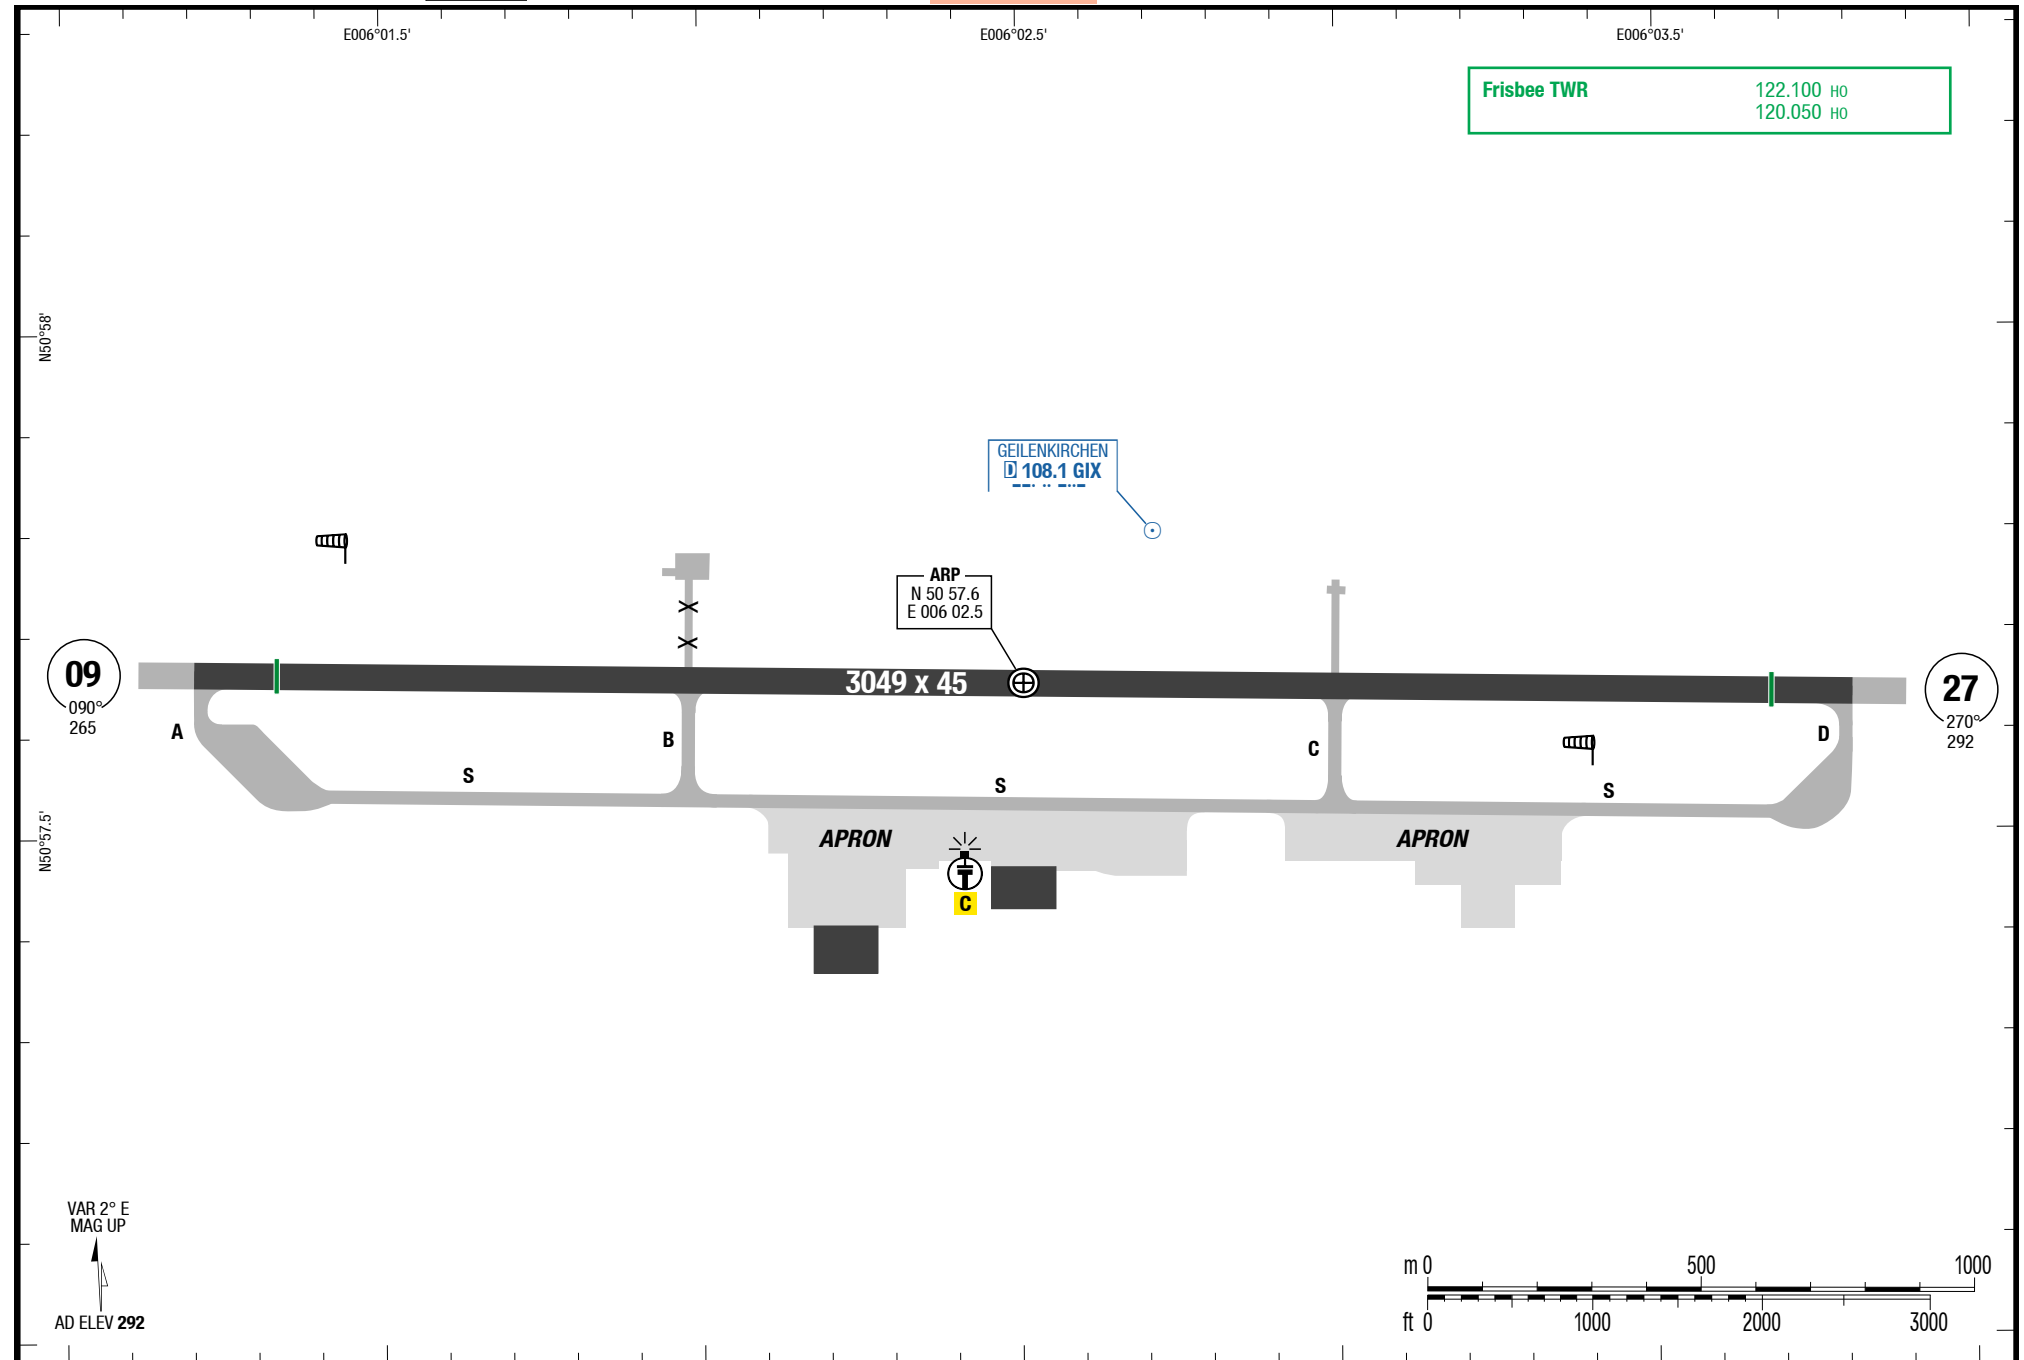 E006°01.5'
E006°02.5'
E006°03.5'
Frisbee TWR 122.100 HO
120.050 HO
N50°58'
GEILENKIRCHEN
D 108.1 GIX
ARP
N 50 57.6
E 006 02.5
09
090°
265
3049 x 45
27
270°
292
A
B
C
D
S
S
S
N50°57.5'
APRON
APRON
C
VAR 2° E
MAG UP
AD ELEV 292
m 0 500 1000
ft 0 1000 2000 3000